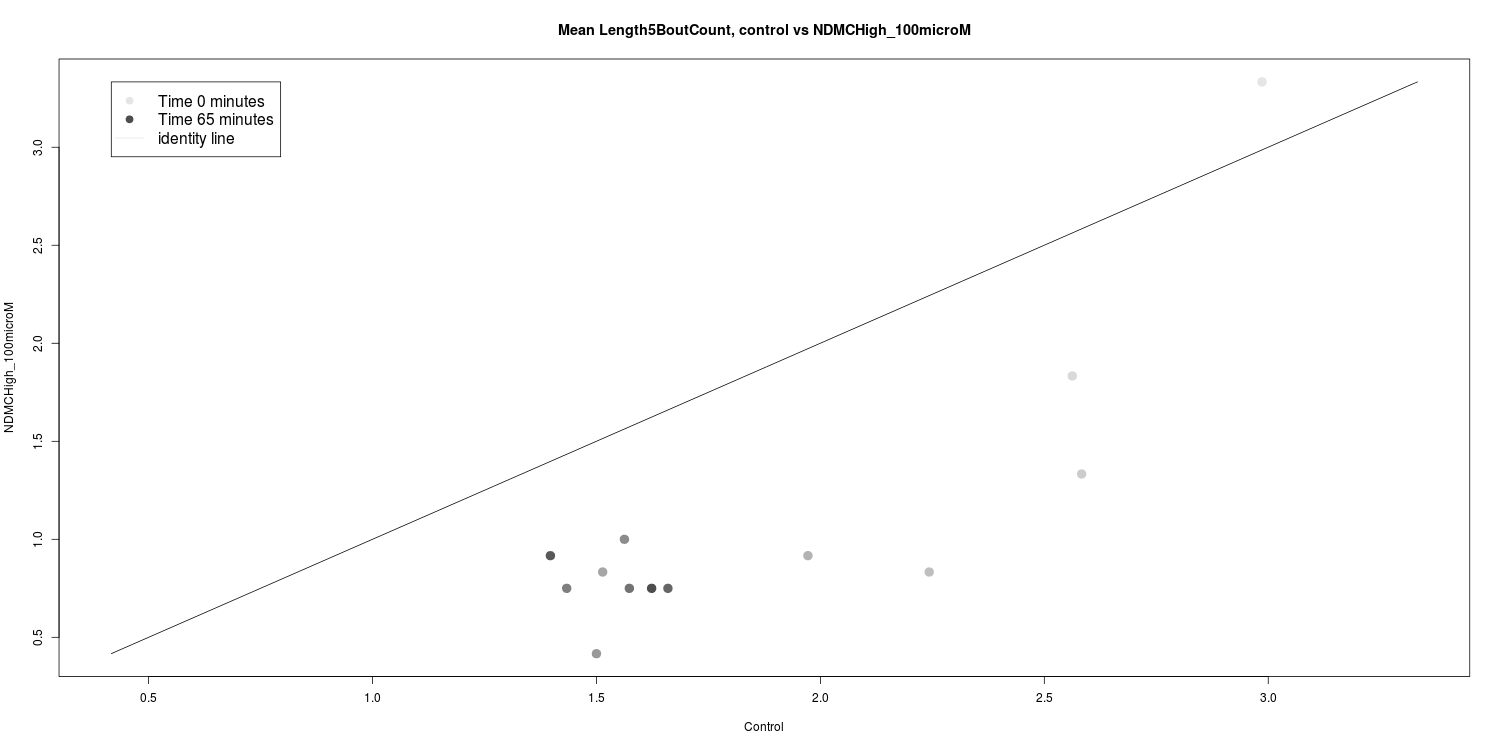 Mean Length5BoutCount, control vs NDMCHigh_100microM
Time 0 minutes
Time 65 minutes
identity line
NDMCHigh_100microM
3.0
2.5
2.0
1.5
1.0
0.5
0.5 1.0 1.5 2.0 2.5 3.0
Control